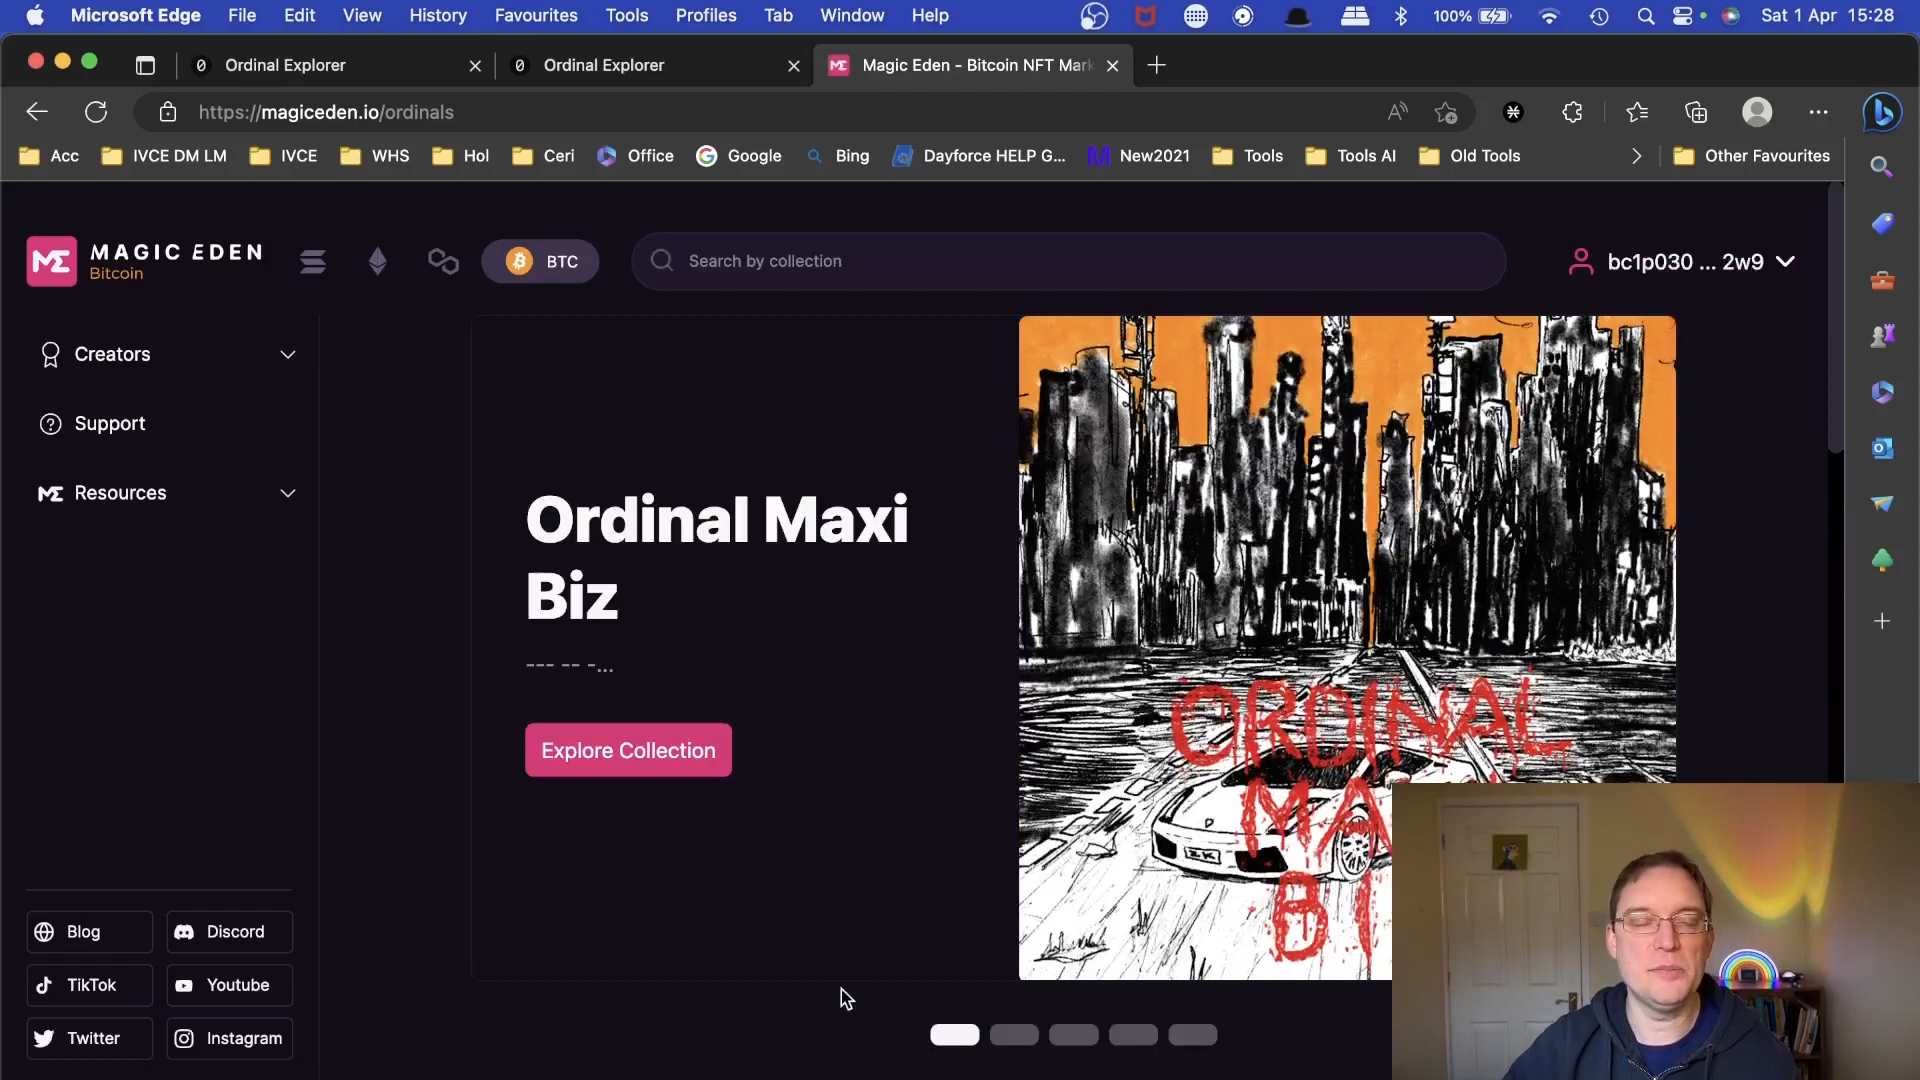 Microsoft Edge File Edit View History Favourites Tools Profiles Tab Window Help 100% Sat 1 Apr 15:28
Ordinal Explorer Ordinal Explorer Magic Eden - Bitcoin NFT Mark
https://magiceden.io/ordinals
Acc IVCE DM LM IVCE WHS Hol Ceri Office Google Bing Dayforce HELP G... New2021 Tools Tools AI Old Tools Other Favourites
MAGIC EDEN
Bitcoin
BTC
Search by collection
bc1p030 ... 2w9
Creators
Support
Resources
Ordinal Maxi
Biz
--- -- -...
Explore Collection
ORDINAL
MA
BI
Blog Discord
TikTok Youtube
Twitter Instagram